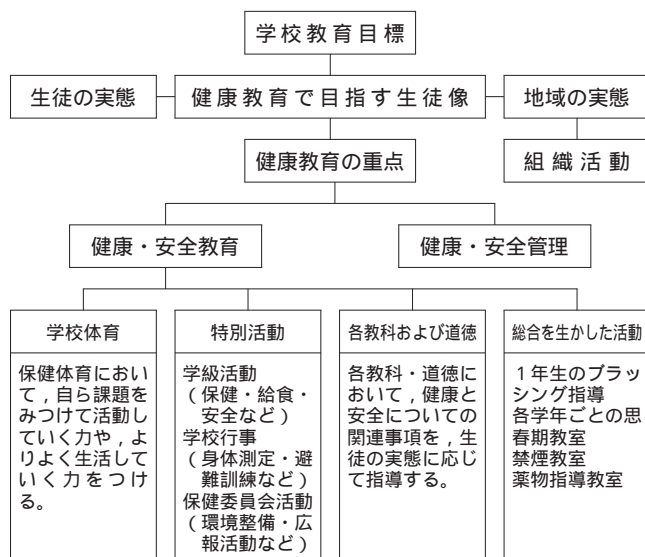 学校教育目標
生徒の実態
健康教育で目指す生徒像
地域の実態
健康教育の重点
組織活動
健康・安全教育
健康・安全管理
学校体育
保健体育におい
て，自ら課題を
みつけて活動し
ていく力や，よ
りよく生活して
いく力をつけ
る。
特別活動
学級活動
（保健・給食・
安全など）
学校行事
（身体測定・避
難訓練など）
保健委員会活動
（環境整備・広
報活動など）
各教科および道徳
各教科・道徳に
おいて，健康と
安全についての
関連事項を，生
徒の実態に応じ
て指導する。
総合を生かした活動
１年生のブラッ
シング指導
各学年ごとの思
春期教室
禁煙教室
薬物指導教室